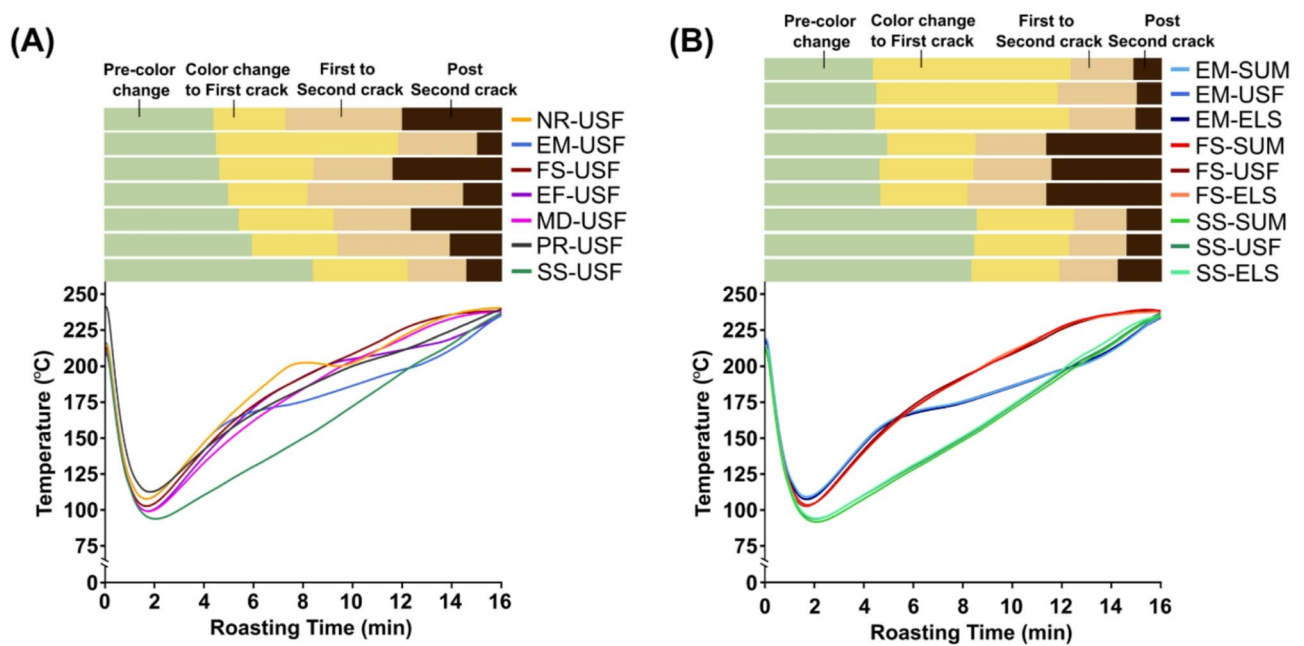 (A)
Pre-color
change
Color change
to First crack
First to
Second crack
Post
Second crack
NR-USF
EM-USF
FS-USF
EF-USF
MD-USF
PR-USF
SS-USF
250
225
200
175
150
125
100
75
0
Temperature (°C)
0 2 4 6 8 10 12 14 16
Roasting Time (min)
(B)
Pre-color
change
Color change
to First crack
First to
Second crack
Post
Second crack
EM-SUM
EM-USF
EM-ELS
FS-SUM
FS-USF
FS-ELS
SS-SUM
SS-USF
SS-ELS
250
225
200
175
150
125
100
75
0
Temperature (°C)
0 2 4 6 8 10 12 14 16
Roasting Time (min)